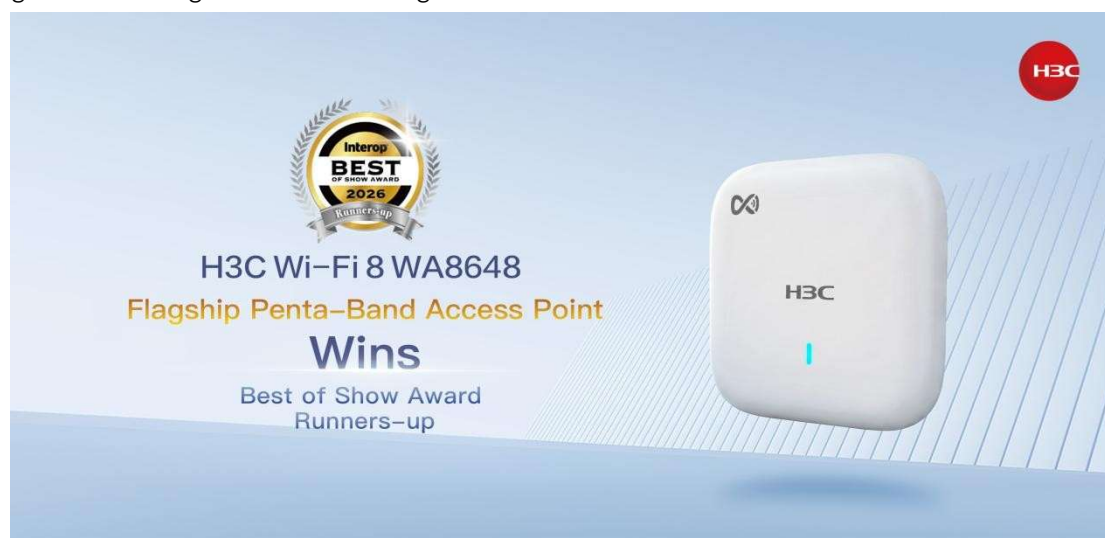 H3C
Interop
BEST
OF SHOW AWARD
2026
Runners-up
H3C Wi-Fi 8 WA8648
Flagship Penta-Band Access Point
Wins
Best of Show Award
Runners-up
H3C